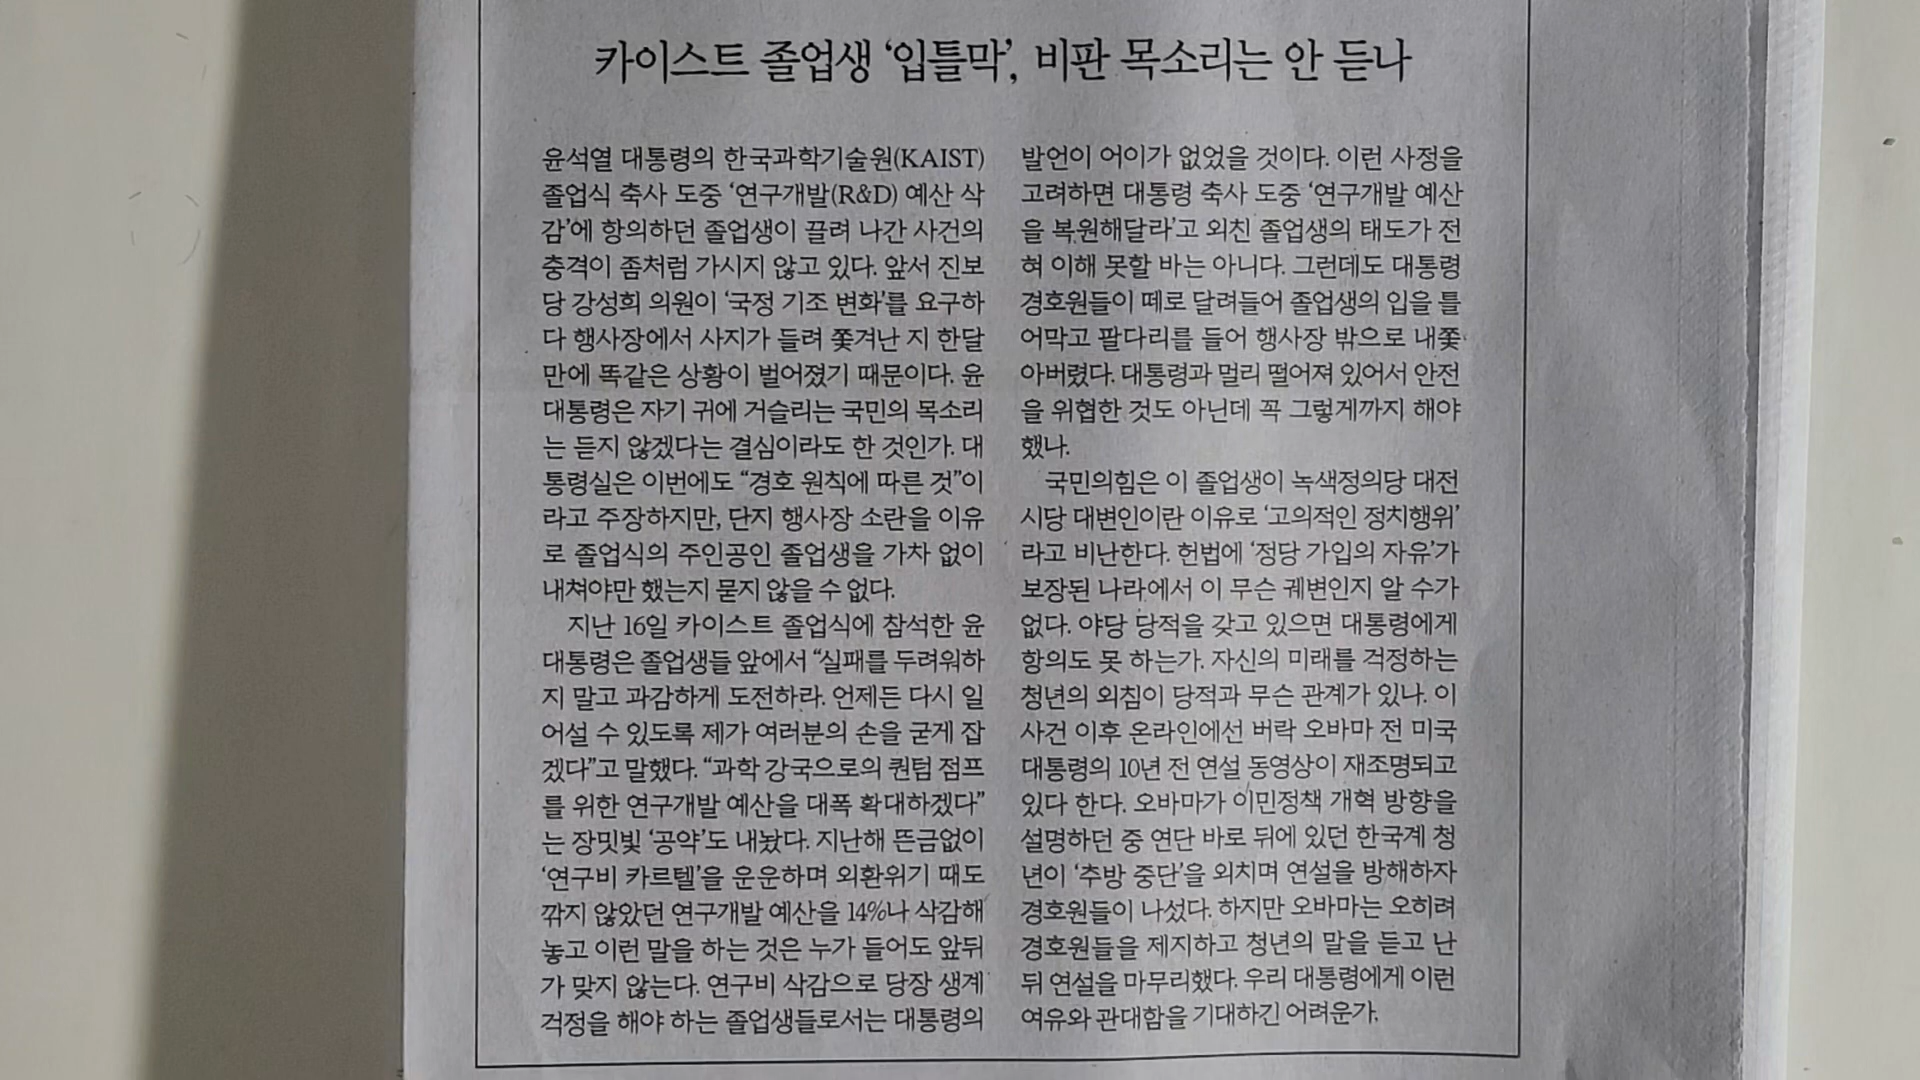 카이스트 졸업생 ‘입틀막’, 비판 목소리는 안 듣나
윤석열 대통령의 한국과학기술원(KAIST)
졸업식 축사 도중 ‘연구개발(R&D) 예산 삭
감’에 항의하던 졸업생이 끌려 나간 사건의
충격이 좀처럼 가시지 않고 있다. 앞서 진보
당 강성희 의원이 ‘국정 기조 변화’를 요구하
다 행사장에서 사지가 들려 쫓겨난 지 한달
만에 똑같은 상황이 벌어졌기 때문이다. 윤
대통령은 자기 귀에 거슬리는 국민의 목소리
는 듣지 않겠다는 결심이라도 한 것인가. 대
통령실은 이번에도 “경호 원칙에 따른 것”이
라고 주장하지만, 단지 행사장 소란을 이유
로 졸업식의 주인공인 졸업생을 가차 없이
내쳐야만 했는지 묻지 않을 수 없다.
지난 16일 카이스트 졸업식에 참석한 윤
대통령은 졸업생들 앞에서 “실패를 두려워하
지 말고 과감하게 도전하라. 언제든 다시 일
어설 수 있도록 제가 여러분의 손을 굳게 잡
겠다”고 말했다. “과학 강국으로의 퀀텀 점프
를 위한 연구개발 예산을 대폭 확대하겠다”
는 장밋빛 ‘공약’도 내놨다. 지난해 뜬금없이
‘연구비 카르텔’을 운운하며 외환위기 때도
깎지 않았던 연구개발 예산을 14%나 삭감해
놓고 이런 말을 하는 것은 누가 들어도 앞뒤
가 맞지 않는다. 연구비 삭감으로 당장 생계
걱정을 해야 하는 졸업생들로서는 대통령의
발언이 어이가 없었을 것이다. 이런 사정을
고려하면 대통령 축사 도중 ‘연구개발 예산
을 복원해달라’고 외친 졸업생의 태도가 전
혀 이해 못할 바는 아니다. 그런데도 대통령
경호원들이 떼로 달려들어 졸업생의 입을 틀
어막고 팔다리를 들어 행사장 밖으로 내쫓
아버렸다. 대통령과 멀리 떨어져 있어서 안전
을 위협한 것도 아닌데 꼭 그렇게까지 해야
했나.
국민의힘은 이 졸업생이 녹색정의당 대전
시당 대변인이란 이유로 ‘고의적인 정치행위’
라고 비난한다. 헌법에 ‘정당 가입의 자유’가
보장된 나라에서 이 무슨 궤변인지 알 수가
없다. 야당 당적을 갖고 있으면 대통령에게
항의도 못 하는가. 자신의 미래를 걱정하는
청년의 외침이 당적과 무슨 관계가 있나. 이
사건 이후 온라인에선 버락 오바마 전 미국
대통령의 10년 전 연설 동영상이 재조명되고
있다 한다. 오바마가 이민정책 개혁 방향을
설명하던 중 연단 바로 뒤에 있던 한국계 청
년이 ‘추방 중단’을 외치며 연설을 방해하자
경호원들이 나섰다. 하지만 오바마는 오히려
경호원들을 제지하고 청년의 말을 듣고 난
뒤 연설을 마무리했다. 우리 대통령에게 이런
여유와 관대함을 기대하긴 어려운가.